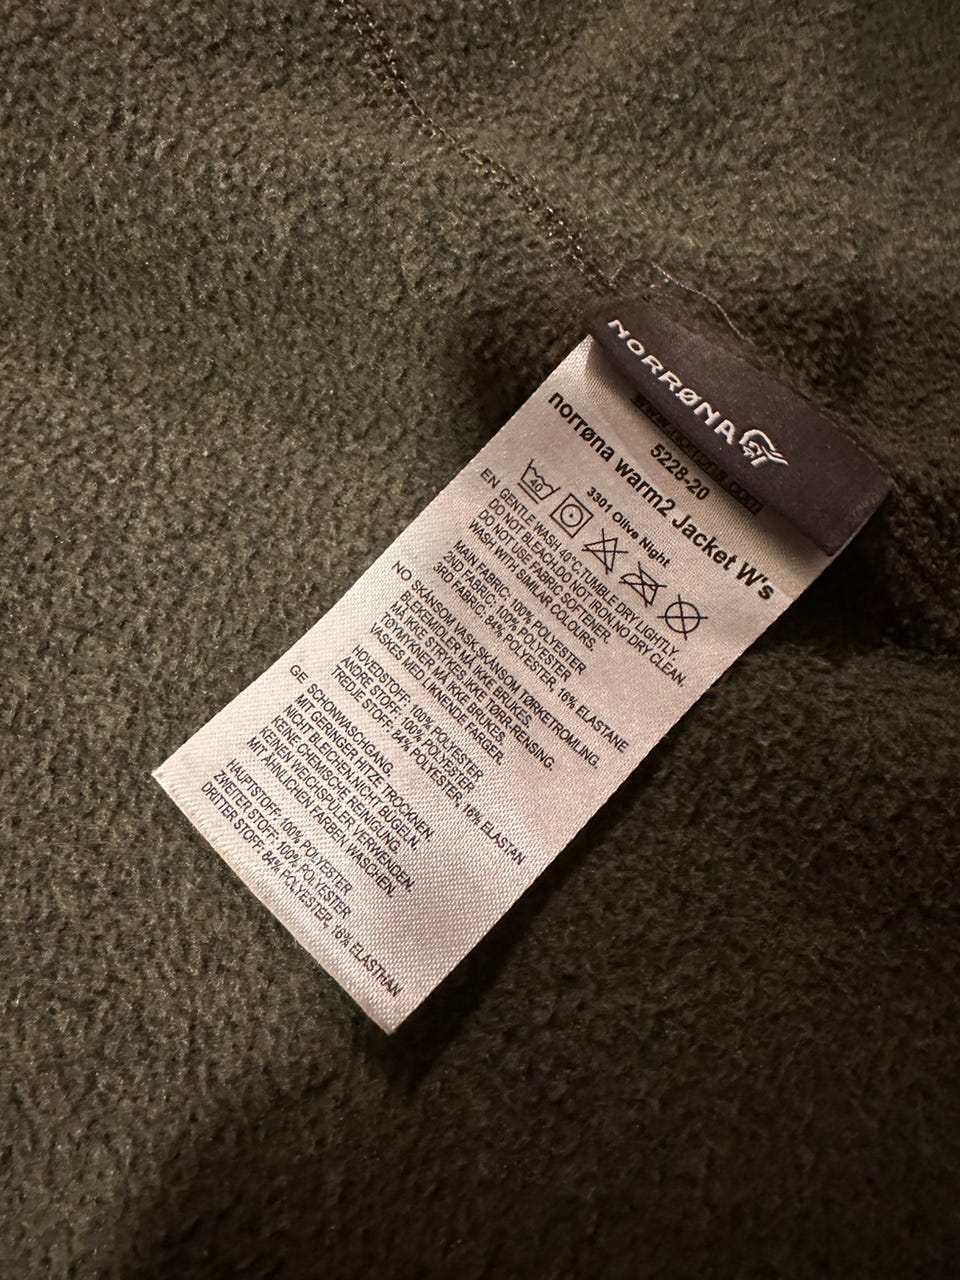 NORRØNA
www.norrona.com
5228-20
norrøna warm2 Jacket W's
3301 Olive Night
40
EN GENTLE WASH 40°C.TUMBLE DRY LIGHTLY.
DO NOT BLEACH.DO NOT IRON.NO DRY CLEAN.
DO NOT USE FABRIC SOFTENER.
WASH WITH SIMILAR COLOURS.
MAIN FABRIC: 100% POLYESTER
2ND FABRIC: 100% POLYESTER
3RD FABRIC: 84% POLYESTER, 16% ELASTANE
NO SKÅNSOM VASK.SKÅNSOM TØRKETROMLING.
BLEKEMIDLER MÅ IKKE BRUKES.
MÅ IKKE STRYKES.IKKE TØRR RENSING.
TØYMYKNER MÅ IKKE BRUKES.
VASKES MED LIKNENDE FARGER.
HOVEDSTOFF: 100% POLYESTER
ANDRE STOFF: 100% POLYESTER
TREDJE STOFF: 84% POLYESTER, 16% ELASTAN
GE SCHONWASCHGANG.
MIT GERINGER HITZE TROCKNEN
NICHT BLEICHEN.NICHT BÜGELN
KEINE CHEMISCHE REINIGUNG.
KEINEN WEICHSPÜLER VERWENDEN.
MIT ÄHNLICHEN FARBEN WASCHEN.
HAUPTSTOFF: 100% POLYESTER
ZWEITER STOFF: 100% POLYESTER
DRITTER STOFF: 84% POLYESTER, 16% ELASTHAN